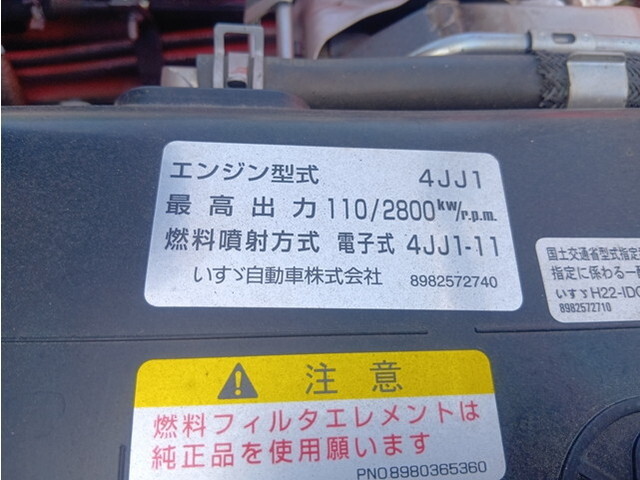 エンジン型式 4JJ1
最高出力 110/2800kw/r.p.m.
燃料噴射方式 電子式 4JJ1-11
いすゞ自動車株式会社 8982572740
国土交通省型式指定
指定に係わる一
いすゞH22-IDG
8982572710
注意
燃料フィルタエレメントは
純正品を使用願います
PNO.8980365360